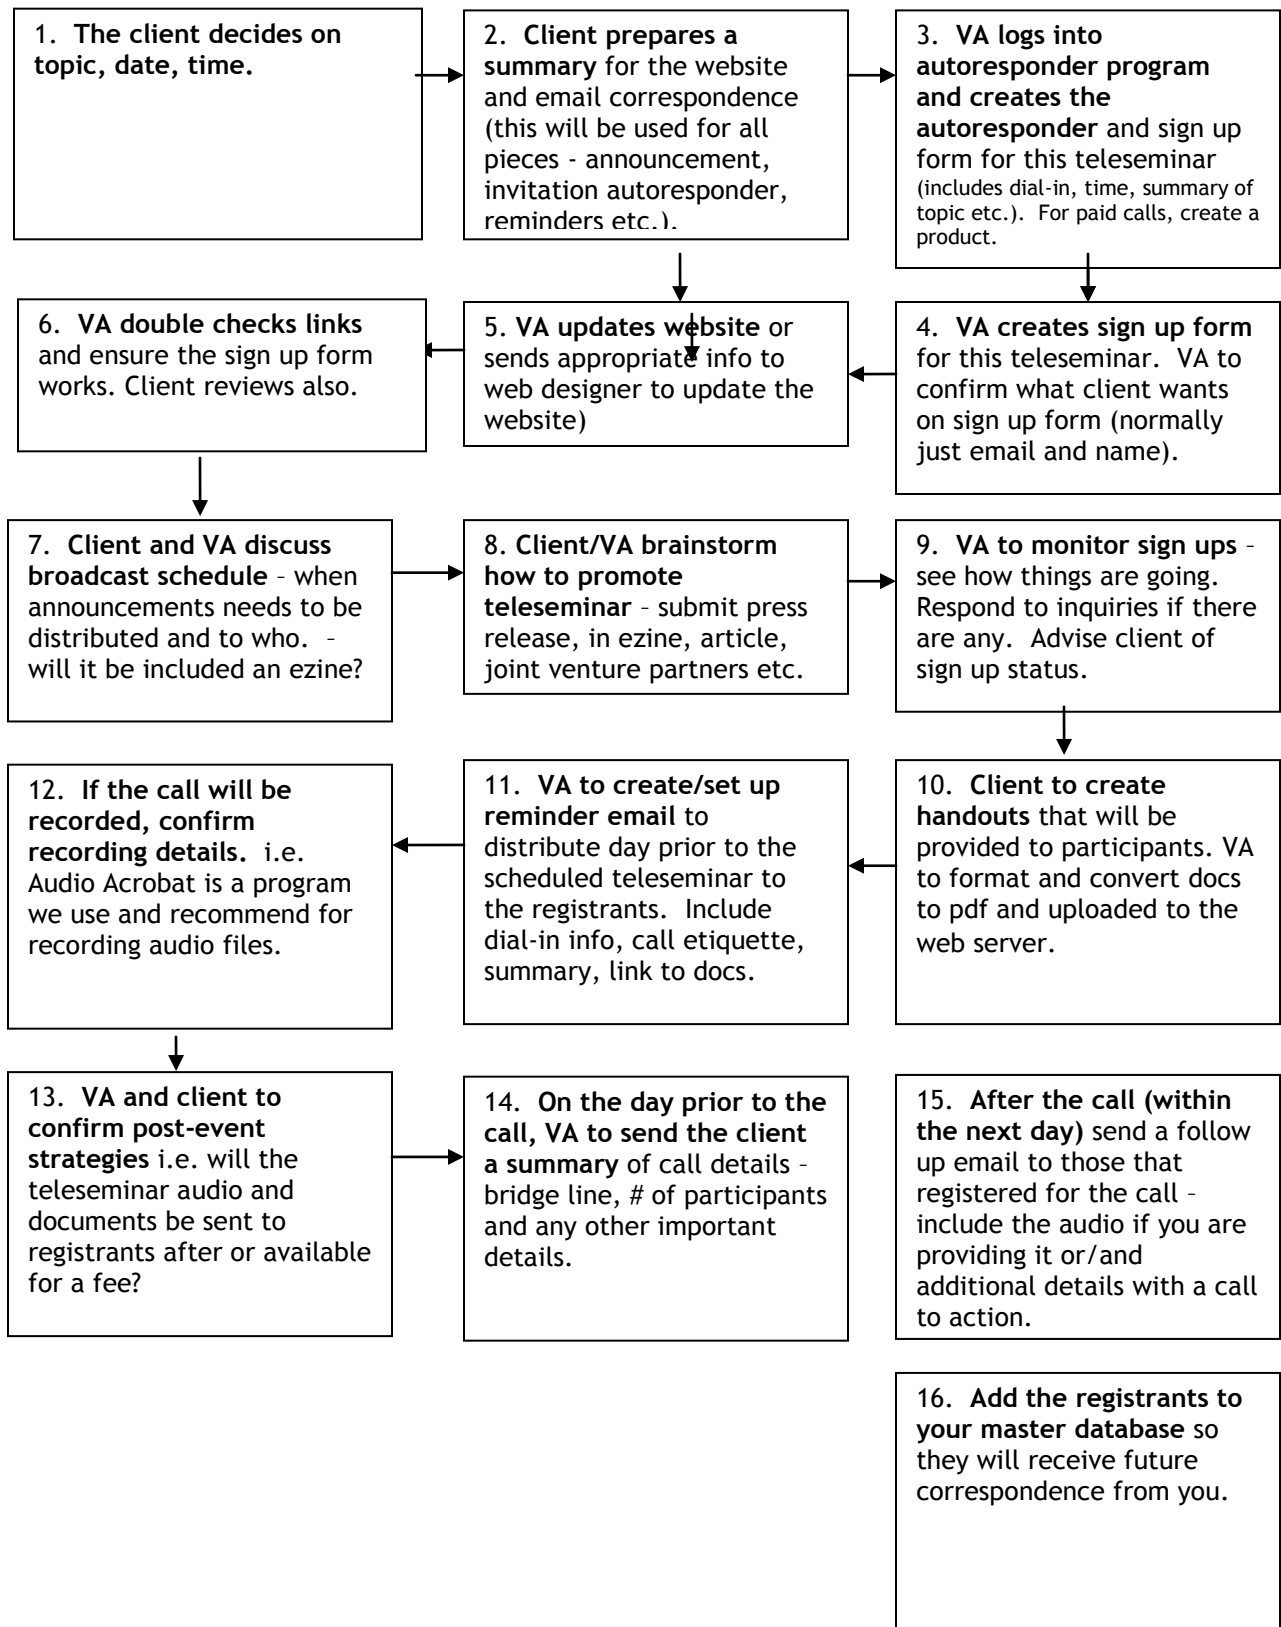 1. The client decides on
topic, date, time.
2. Client prepares a
summary for the website
and email correspondence
(this will be used for all
pieces - announcement,
invitation autoresponder,
reminders etc.).
3. VA logs into
autoresponder program
and creates the
autoresponder and sign up
form for this teleseminar
(includes dial-in, time, summary of
topic etc.). For paid calls, create a
product.
4. VA creates sign up form
for this teleseminar. VA to
confirm what client wants
on sign up form (normally
just email and name).
5. VA updates website or
sends appropriate info to
web designer to update the
website)
6. VA double checks links
and ensure the sign up form
works. Client reviews also.
7. Client and VA discuss
broadcast schedule – when
announcements needs to be
distributed and to who. –
will it be included an ezine?
8. Client/VA brainstorm
how to promote
teleseminar – submit press
release, in ezine, article,
joint venture partners etc.
9. VA to monitor sign ups –
see how things are going.
Respond to inquiries if there
are any. Advise client of
sign up status.
10. Client to create
handouts that will be
provided to participants. VA
to format and convert docs
to pdf and uploaded to the
web server.
11. VA to create/set up
reminder email to
distribute day prior to the
scheduled teleseminar to
the registrants. Include
dial-in info, call etiquette,
summary, link to docs.
12. If the call will be
recorded, confirm
recording details. i.e.
Audio Acrobat is a program
we use and recommend for
recording audio files.
13. VA and client to
confirm post-event
strategies i.e. will the
teleseminar audio and
documents be sent to
registrants after or available
for a fee?
14. On the day prior to the
call, VA to send the client
a summary of call details –
bridge line, # of participants
and any other important
details.
15. After the call (within
the next day) send a follow
up email to those that
registered for the call –
include the audio if you are
providing it or/and
additional details with a call
to action.
16. Add the registrants to
your master database so
they will receive future
correspondence from you.